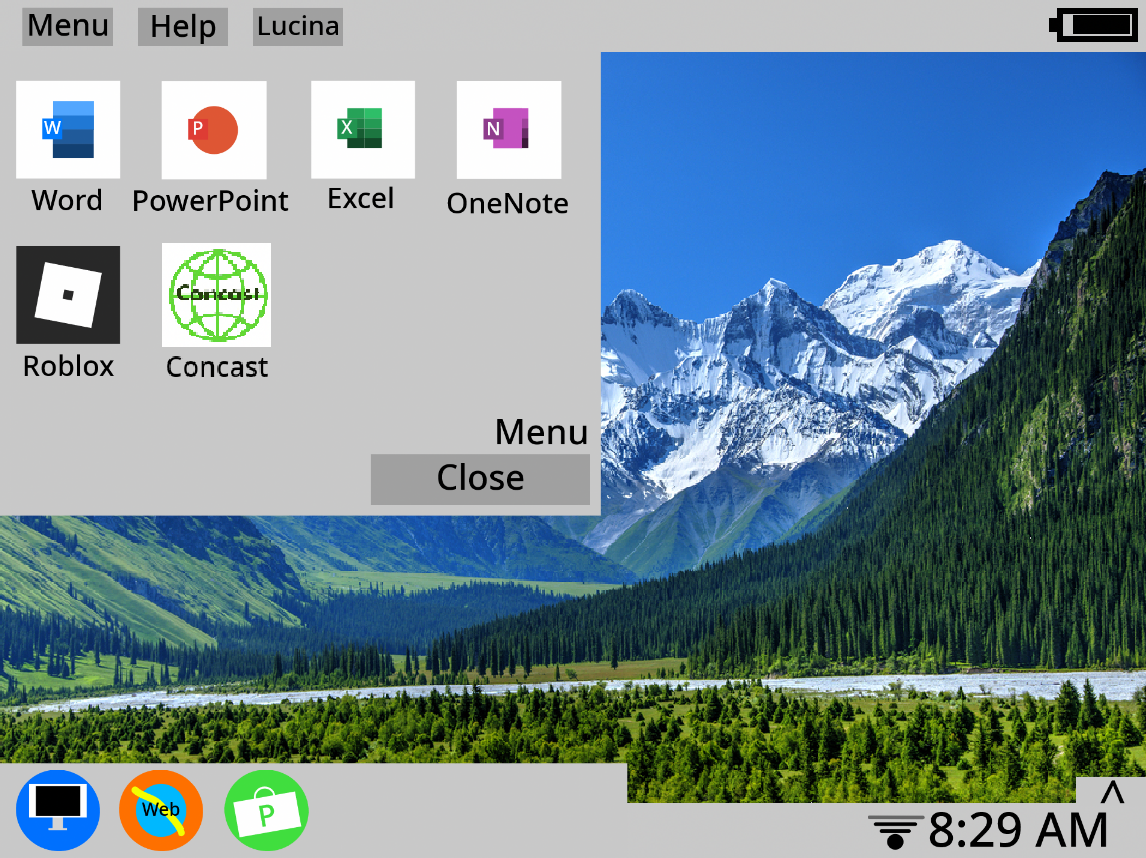 Menu Help Lucina
W P X N
Word PowerPoint Excel OneNote
Concast
Roblox Concast
Menu
Close
Web P
^
8:29 AM